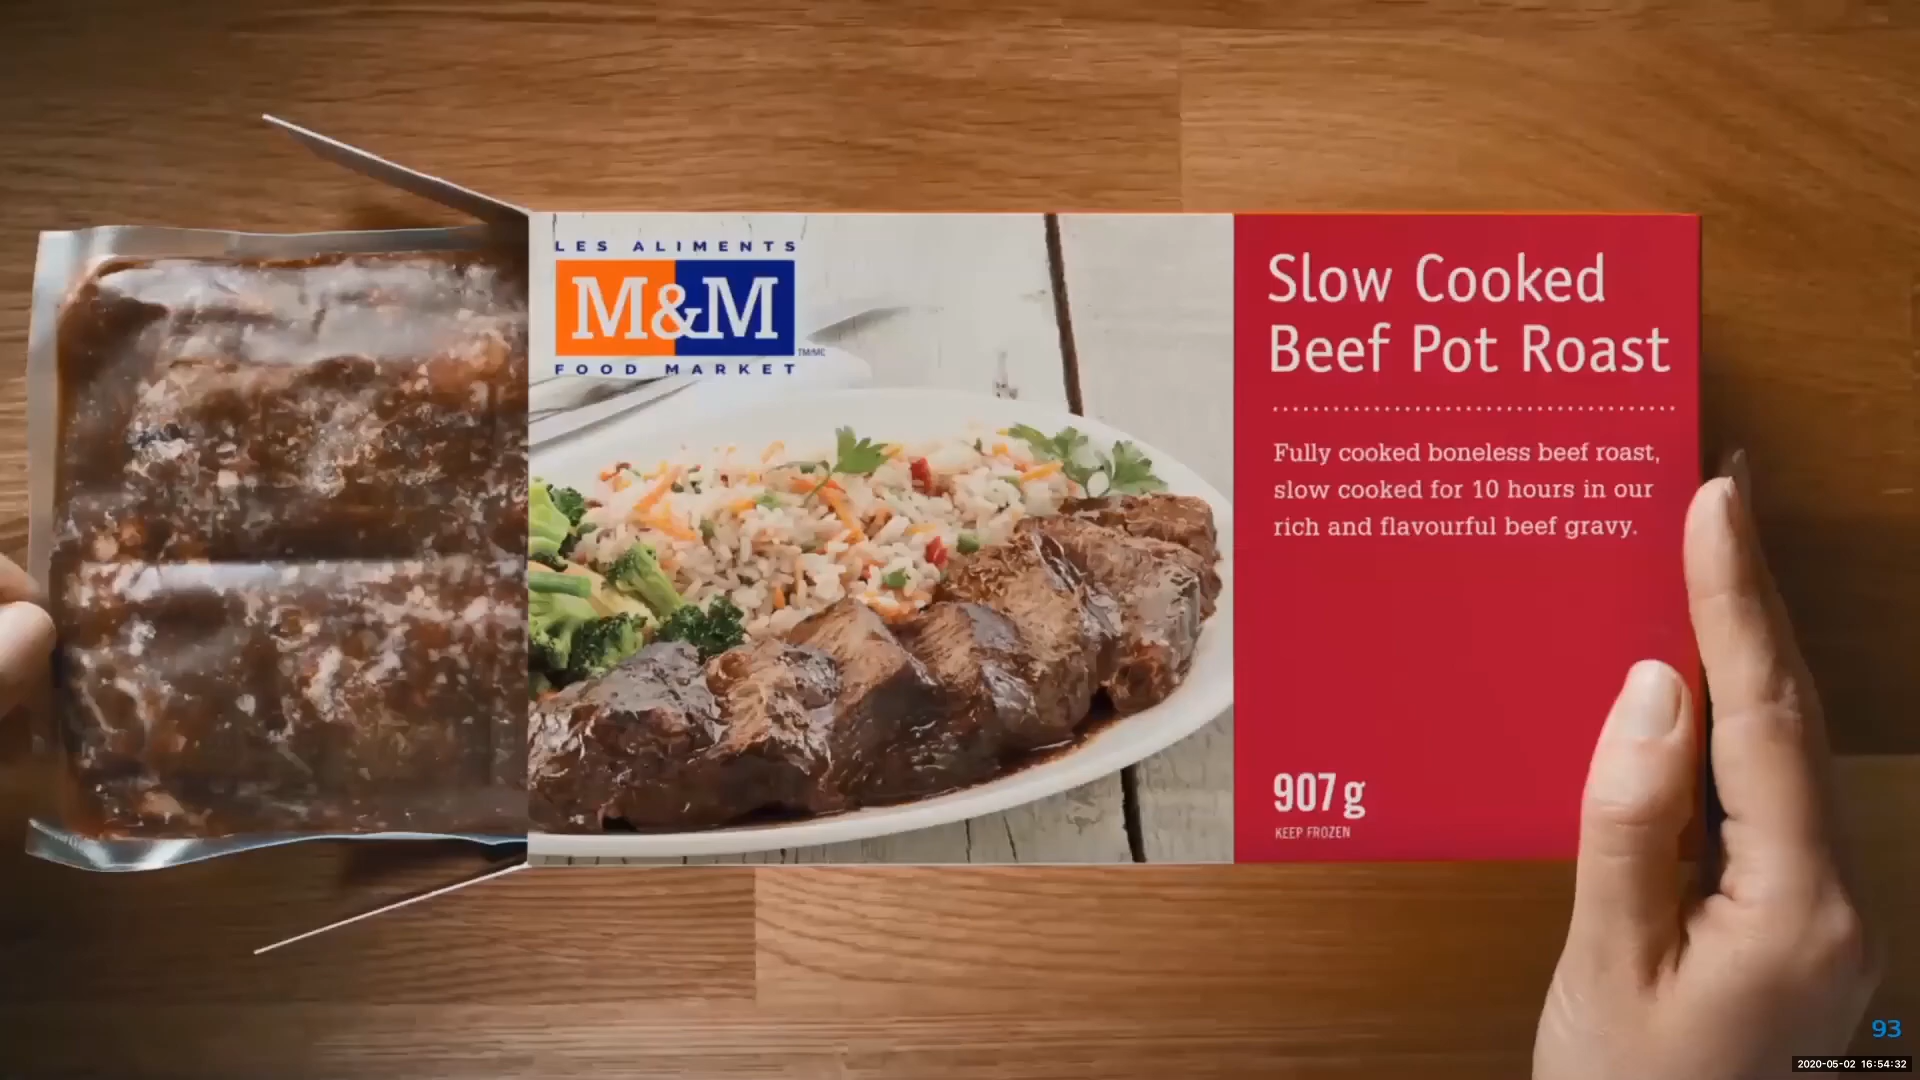 LES ALIMENTS
M&M
TM/MC
FOOD MARKET
Slow Cooked
Beef Pot Roast
Fully cooked boneless beef roast,
slow cooked for 10 hours in our
rich and flavourful beef gravy.
907 g
KEEP FROZEN
93
2020-05-02 16:54:32